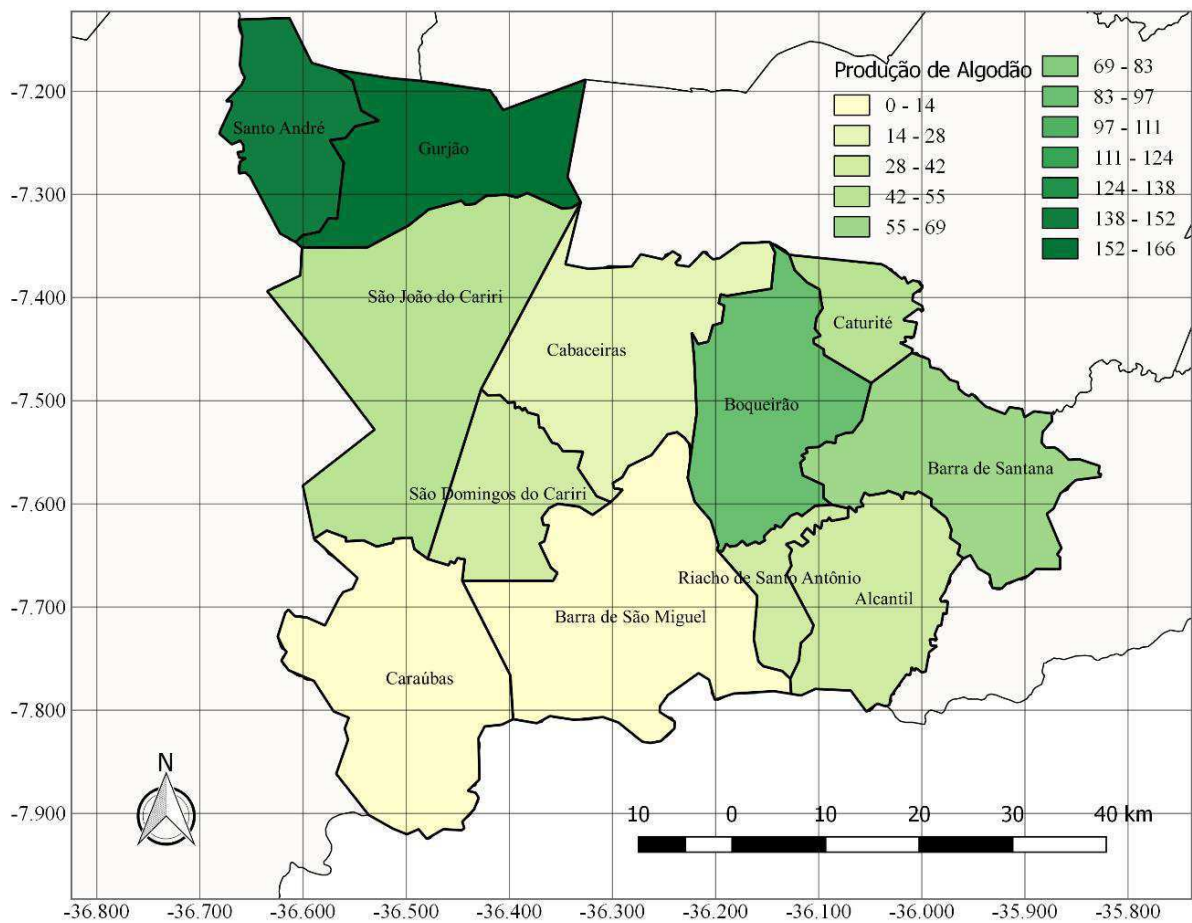 Produção de Algodão
0 - 14
14 - 28
28 - 42
42 - 55
55 - 69
69 - 83
83 - 97
97 - 111
111 - 124
124 - 138
138 - 152
152 - 166
-7.200
-7.300
-7.400
-7.500
-7.600
-7.700
-7.800
-7.900
Santo André
Gurjão
São João do Cariri
Cabaceiras
Caturité
Boqueirão
Barra de Santana
São Domingos do Cariri
Riacho de Santo Antônio
Alcantil
Barra de São Miguel
Caraúbas
N
10 0 10 20 30 40 km
-36.800 -36.700 -36.600 -36.500 -36.400 -36.300 -36.200 -36.100 -36.000 -35.900 -35.800